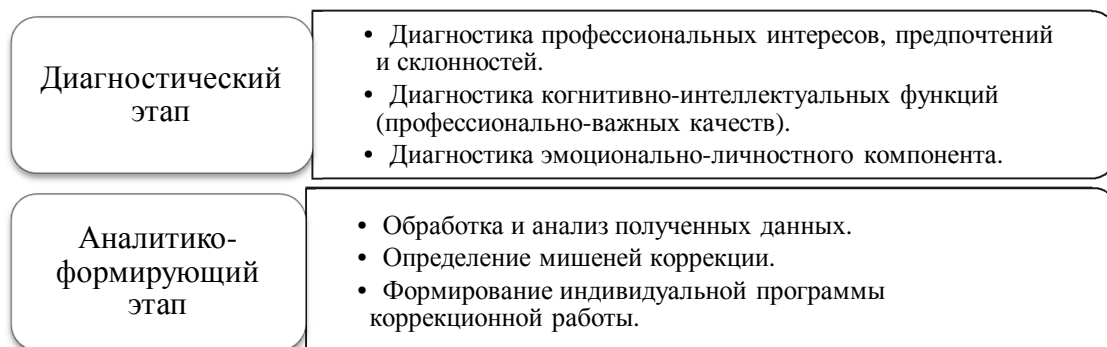 Диагностический
этап
• Диагностика профессиональных интересов, предпочтений
и склонностей.
• Диагностика когнитивно-интеллектуальных функций
(профессионально-важных качеств).
• Диагностика эмоционально-личностного компонента.
Аналитико-
формирующий
этап
• Обработка и анализ полученных данных.
• Определение мишеней коррекции.
• Формирование индивидуальной программы
коррекционной работы.